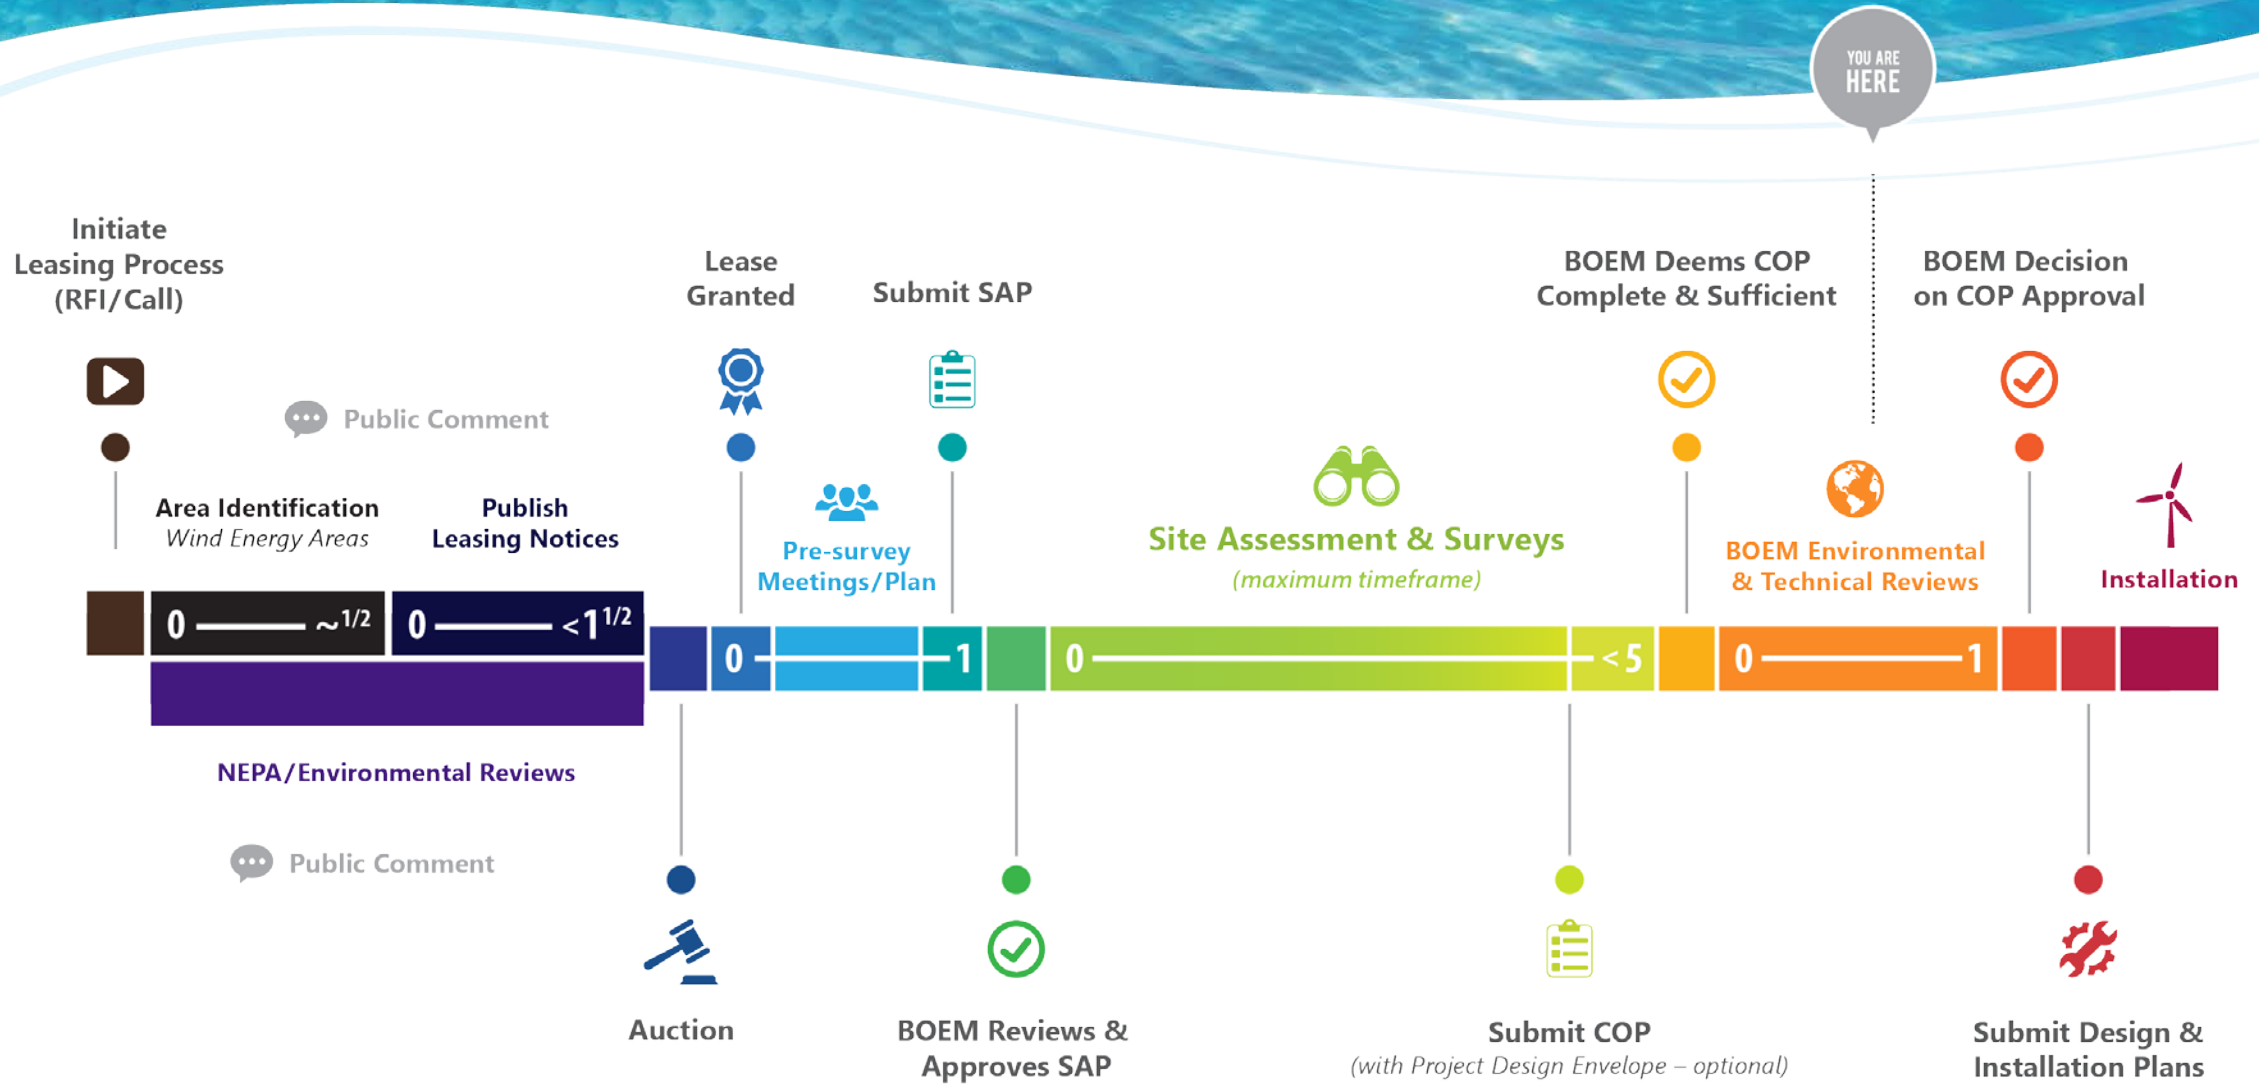 YOU ARE
HERE
Initiate
Leasing Process
(RFI/Call)
Lease
Granted
Submit SAP
BOEM Deems COP
Complete & Sufficient
BOEM Decision
on COP Approval
Public Comment
Area Identification
Wind Energy Areas
Publish
Leasing Notices
Pre-survey
Meetings/Plan
Site Assessment & Surveys
(maximum timeframe)
BOEM Environmental
& Technical Reviews
Installation
0 ~1/2
0 <1 1/2
0 1
0 <5
0 1
NEPA/Environmental Reviews
Public Comment
Auction
BOEM Reviews &
Approves SAP
Submit COP
(with Project Design Envelope – optional)
Submit Design &
Installation Plans